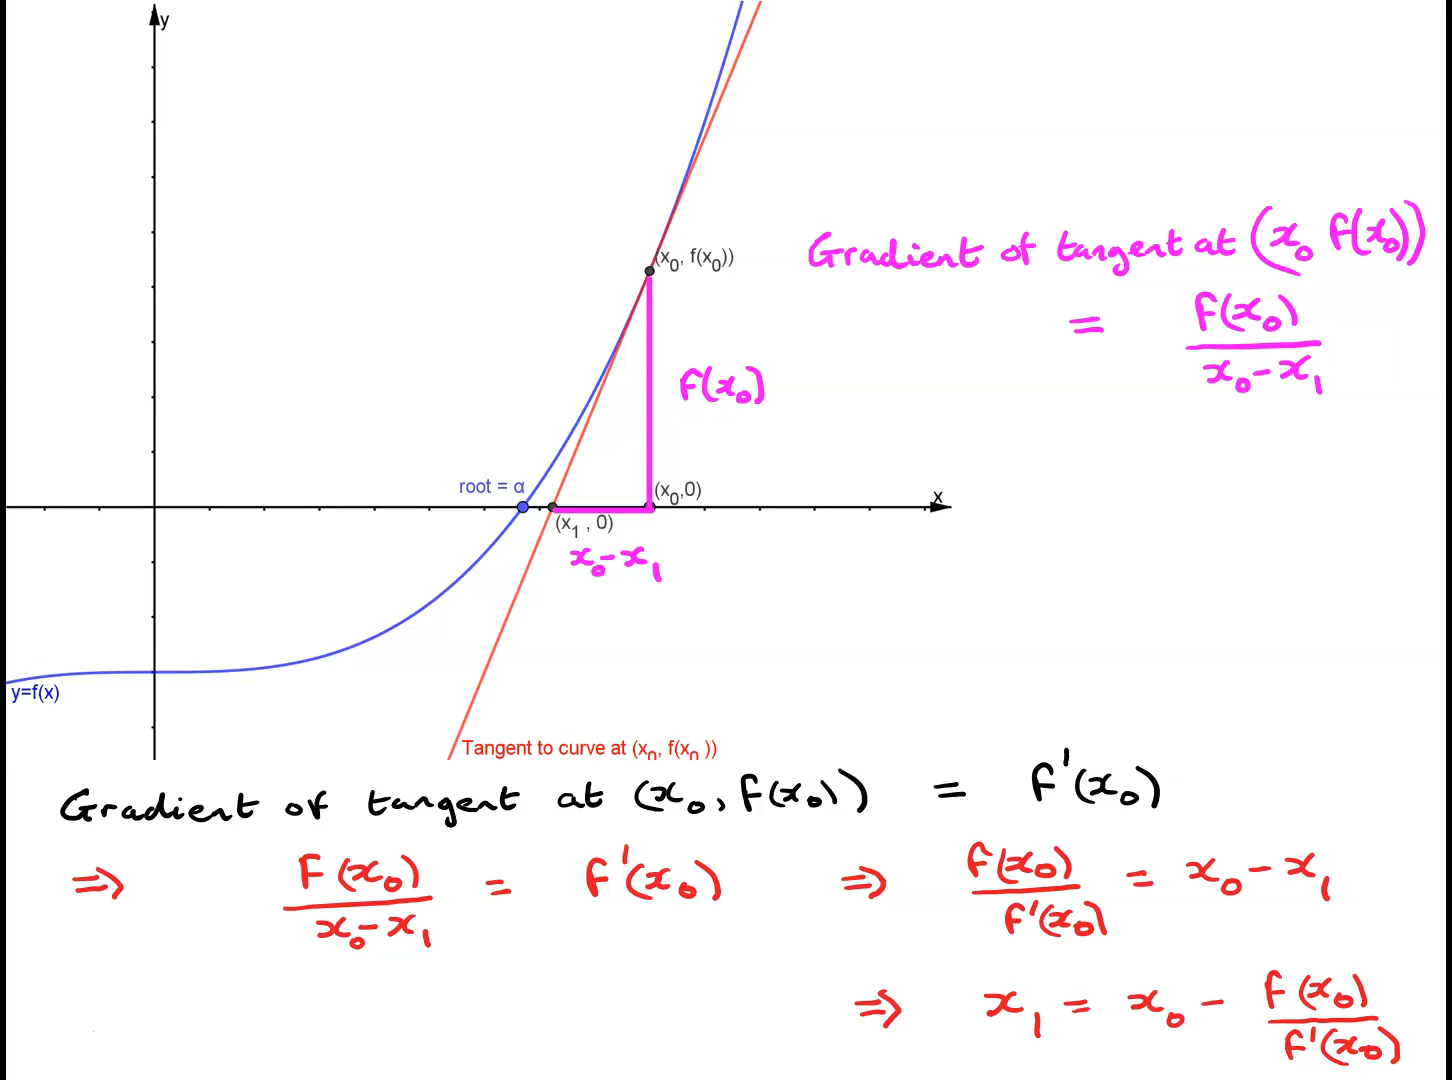 y
(x₀, f(x₀))
Gradient of tangent at (x₀ f(x₀))
= f(x₀) / x₀ - x₁
f(x₀)
root = α
(x₀,0)
x
(x₁ , 0)
x₀ - x₁
y=f(x)
Tangent to curve at (x₀, f(x₀ ))
Gradient of tangent at (x₀, f(x₀)) = f'(x₀)
⇒ f(x₀) / x₀ - x₁ = f'(x₀) ⇒ f(x₀) / f'(x₀) = x₀ - x₁
⇒ x₁ = x₀ - f(x₀) / f'(x₀)